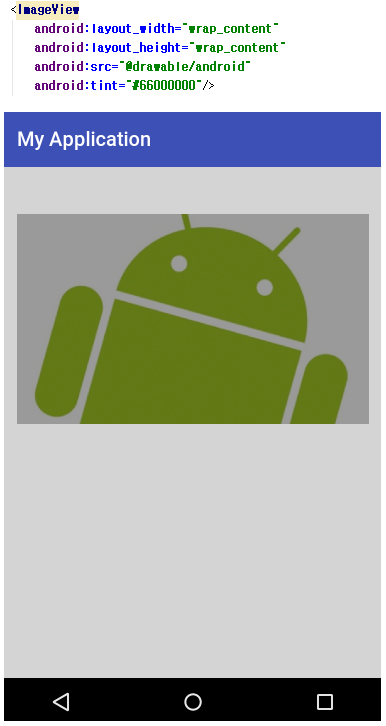 <ImageView
android:layout_width="wrap_content"
android:layout_height="wrap_content"
android:src="@drawable/android"
android:tint="#66000000"/>
My Application